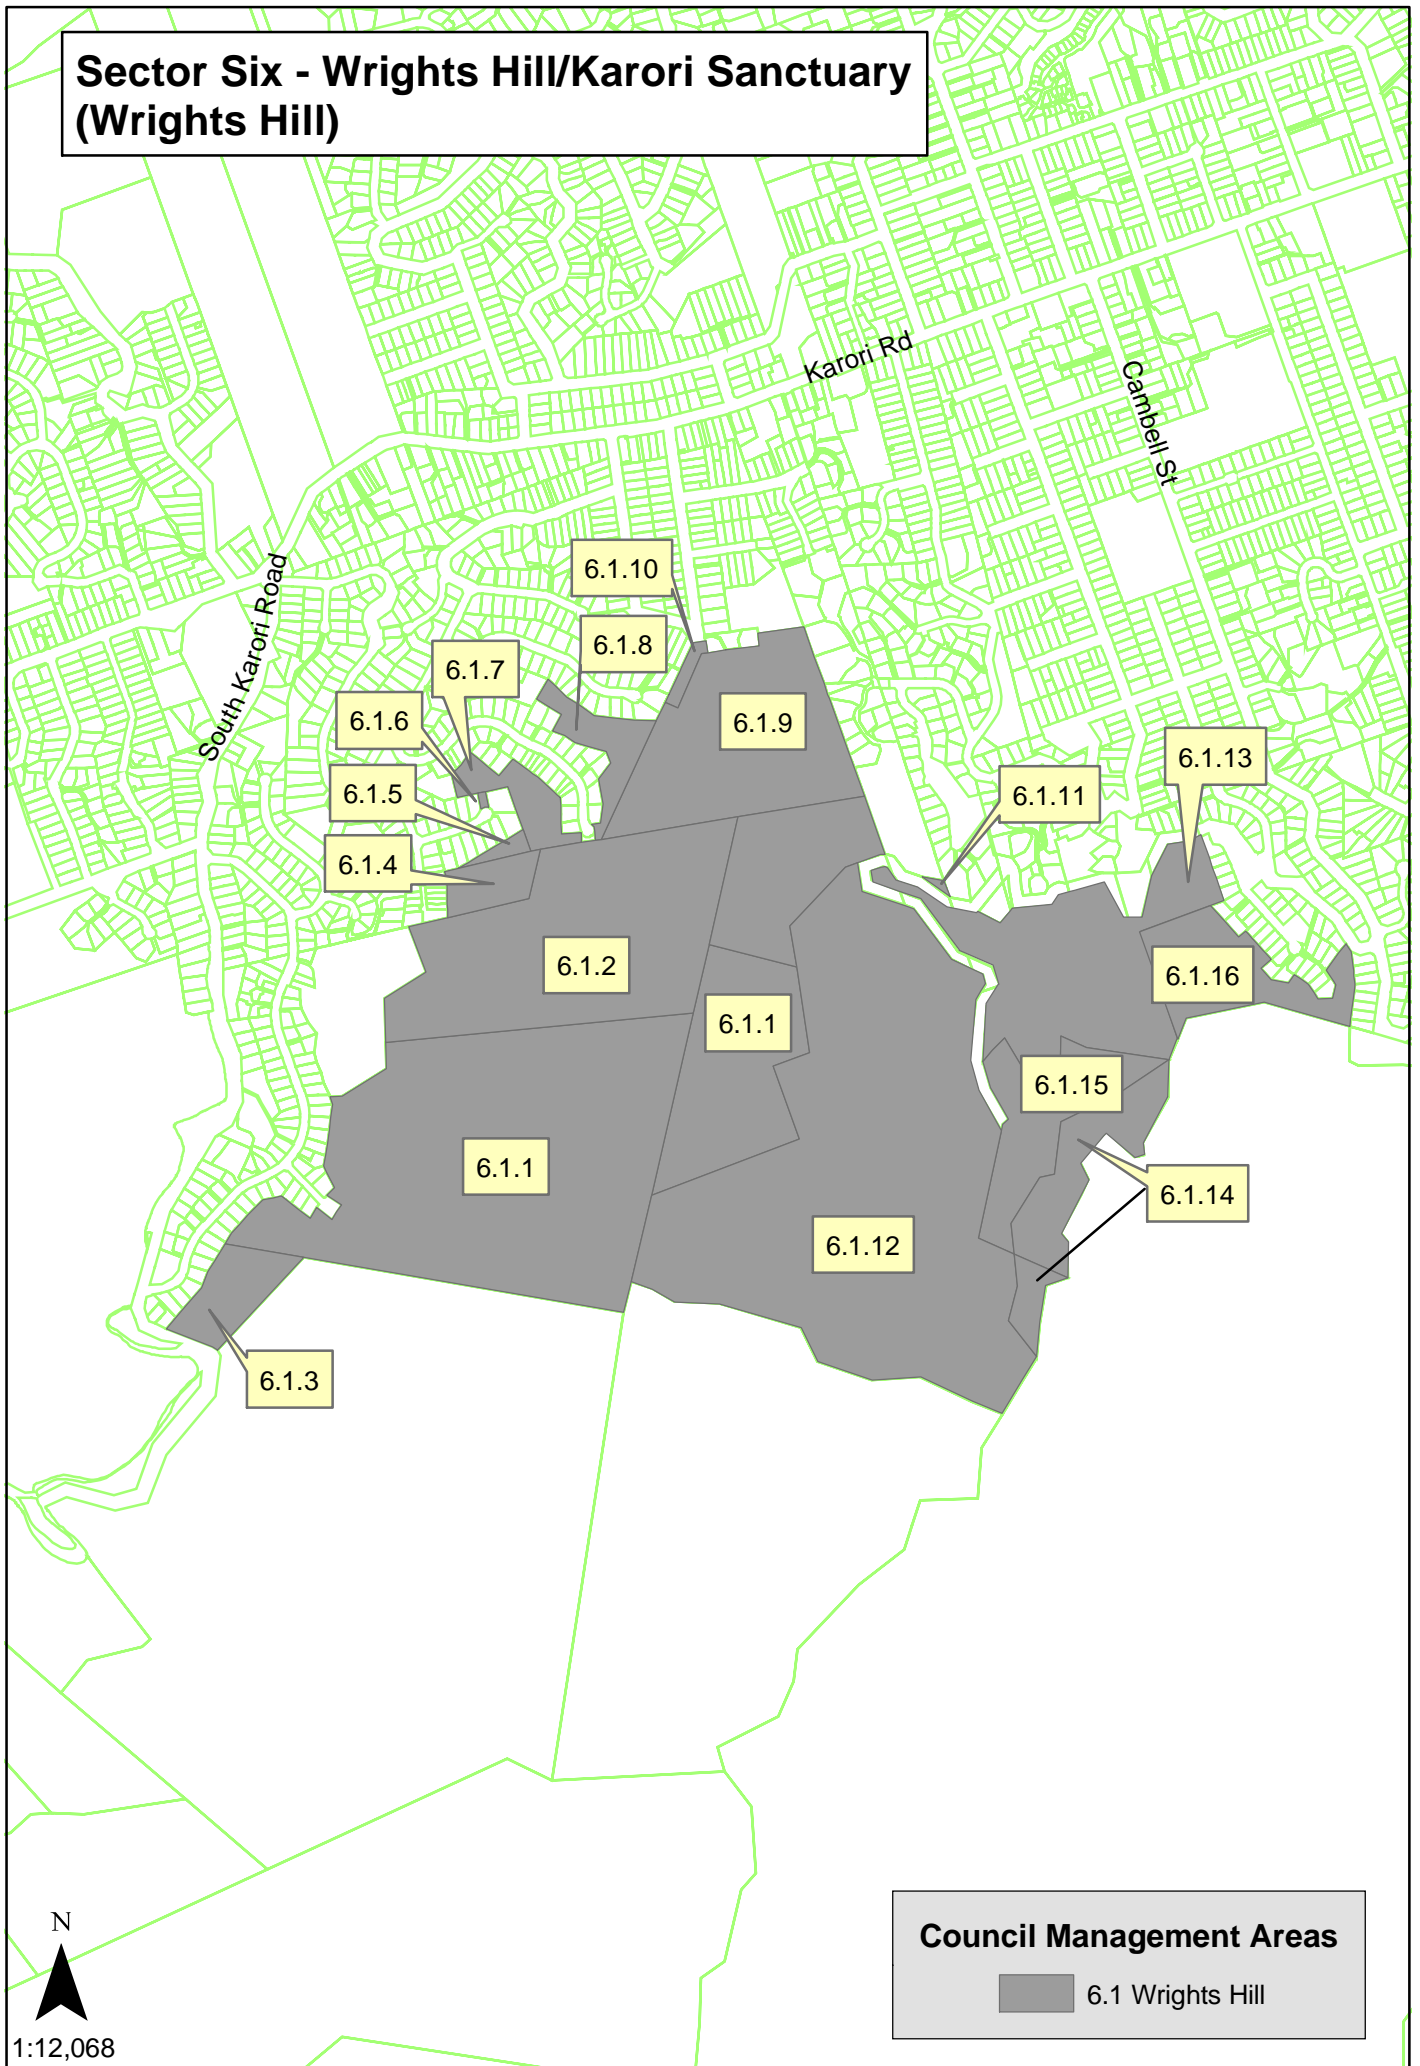 Sector Six - Wrights Hill/Karori Sanctuary
(Wrights Hill)
Karori Rd
Cambell St
South Karori Road
6.1.10
6.1.8
6.1.7
6.1.6
6.1.9
6.1.13
6.1.5
6.1.11
6.1.4
6.1.2
6.1.16
6.1.1
6.1.15
6.1.1
6.1.14
6.1.12
6.1.3
Council Management Areas
6.1 Wrights Hill
N
1:12,068